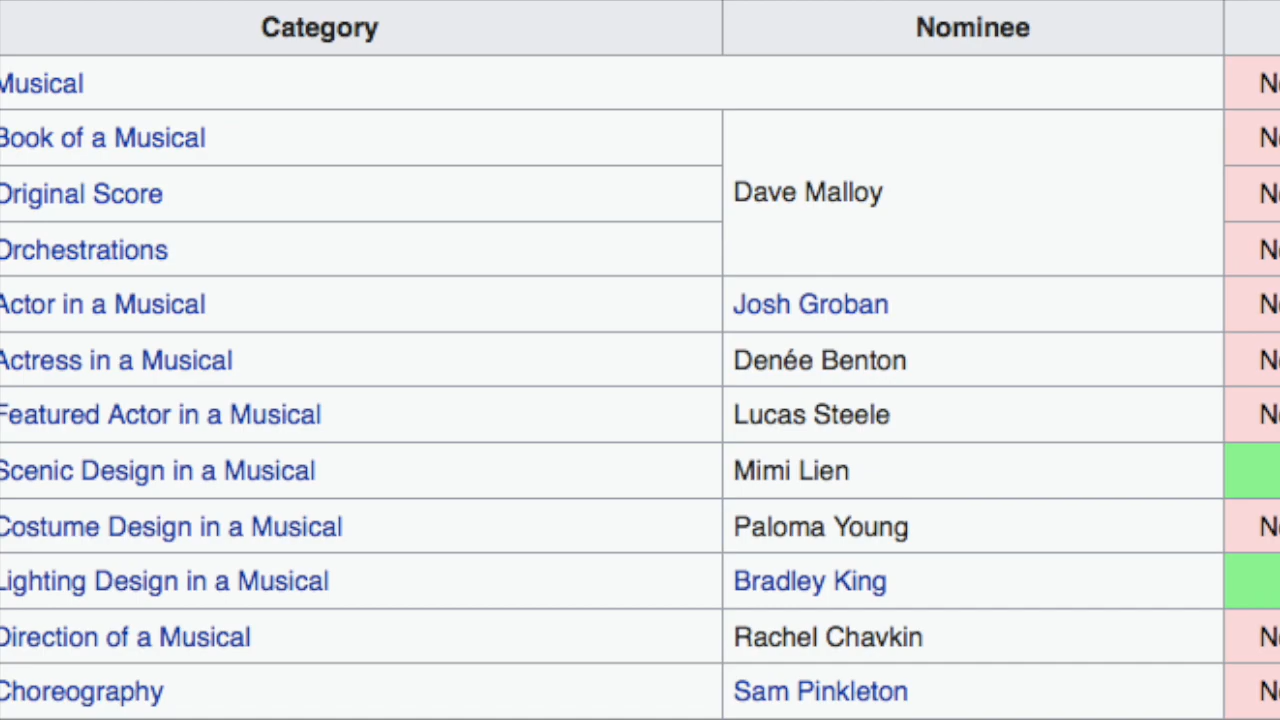 Category Nominee
Musical
Book of a Musical
Original Score Dave Malloy
Orchestrations
Actor in a Musical Josh Groban
Actress in a Musical Denée Benton
Featured Actor in a Musical Lucas Steele
Scenic Design in a Musical Mimi Lien
Costume Design in a Musical Paloma Young
Lighting Design in a Musical Bradley King
Direction of a Musical Rachel Chavkin
Choreography Sam Pinkleton